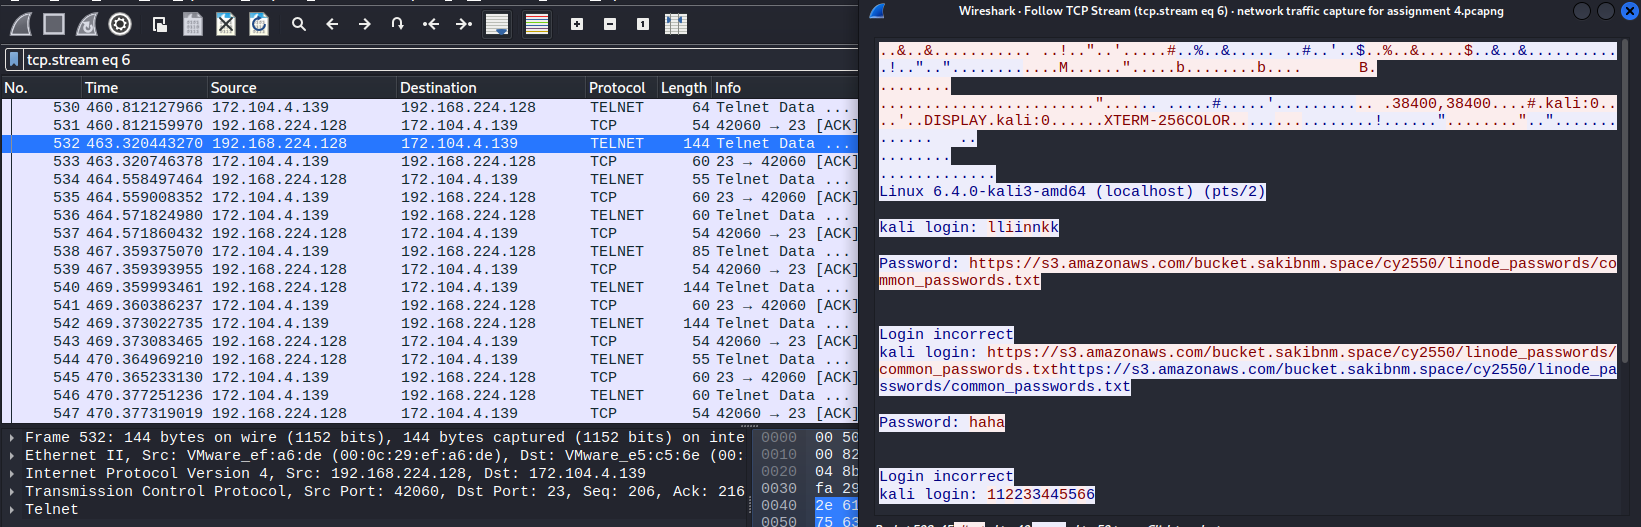 Wireshark · Follow TCP Stream (tcp.stream eq 6) · network traffic capture for assignment 4.pcapng
tcp.stream eq 6
No. Time Source Destination Protocol Length Info
530 460.812127966 172.104.4.139 192.168.224.128 TELNET 64 Telnet Data ...
531 460.812159970 192.168.224.128 172.104.4.139 TCP 54 42060 → 23 [ACK]
532 463.320443270 192.168.224.128 172.104.4.139 TELNET 144 Telnet Data ...
533 463.320746378 172.104.4.139 192.168.224.128 TCP 60 23 → 42060 [ACK]
534 464.558497464 192.168.224.128 172.104.4.139 TELNET 55 Telnet Data ...
535 464.559008352 172.104.4.139 192.168.224.128 TCP 60 23 → 42060 [ACK]
536 464.571824980 172.104.4.139 192.168.224.128 TELNET 60 Telnet Data ...
537 464.571860432 192.168.224.128 172.104.4.139 TCP 54 42060 → 23 [ACK]
538 467.359375070 172.104.4.139 192.168.224.128 TELNET 85 Telnet Data ...
539 467.359393955 192.168.224.128 172.104.4.139 TCP 54 42060 → 23 [ACK]
540 469.359993461 192.168.224.128 172.104.4.139 TELNET 144 Telnet Data ...
541 469.360386237 172.104.4.139 192.168.224.128 TCP 60 23 → 42060 [ACK]
542 469.373022735 172.104.4.139 192.168.224.128 TELNET 144 Telnet Data ...
543 469.373083465 192.168.224.128 172.104.4.139 TCP 54 42060 → 23 [ACK]
544 470.364969210 192.168.224.128 172.104.4.139 TELNET 55 Telnet Data ...
545 470.365233130 172.104.4.139 192.168.224.128 TCP 60 23 → 42060 [ACK]
546 470.377251236 172.104.4.139 192.168.224.128 TELNET 60 Telnet Data ...
547 470.377319019 192.168.224.128 172.104.4.139 TCP 54 42060 → 23 [ACK]
Frame 532: 144 bytes on wire (1152 bits), 144 bytes captured (1152 bits) on inte
Ethernet II, Src: VMware_ef:a6:de (00:0c:29:ef:a6:de), Dst: VMware_e5:c5:6e (00:
Internet Protocol Version 4, Src: 192.168.224.128, Dst: 172.104.4.139
Transmission Control Protocol, Src Port: 42060, Dst Port: 23, Seq: 206, Ack: 216
Telnet
0000 00 50
0010 00 82
0020 04 8b
0030 fa 29
0040 2e 61
0050 75 63
..&..&........... ..!.."..'.....#..%..&..... ..#..'..$..%..&.....$..&..&..........
.!.."..".............M......".....b........b.... B.
........
.........................".... .. .....#.....'........... .38400,38400....#.kali:0..
..'..DISPLAY.kali:0......XTERM-256COLOR................!......"........"..".......
...... ..
........
.............
Linux 6.4.0-kali3-amd64 (localhost) (pts/2)
kali login: lliinnkk
Password: https://s3.amazonaws.com/bucket.sakibnm.space/cy2550/linode_passwords/co
mmon_passwords.txt
Login incorrect
kali login: https://s3.amazonaws.com/bucket.sakibnm.space/cy2550/linode_passwords/
common_passwords.txthttps://s3.amazonaws.com/bucket.sakibnm.space/cy2550/linode_pa
sswords/common_passwords.txt
Password: haha
Login incorrect
kali login: 112233445566